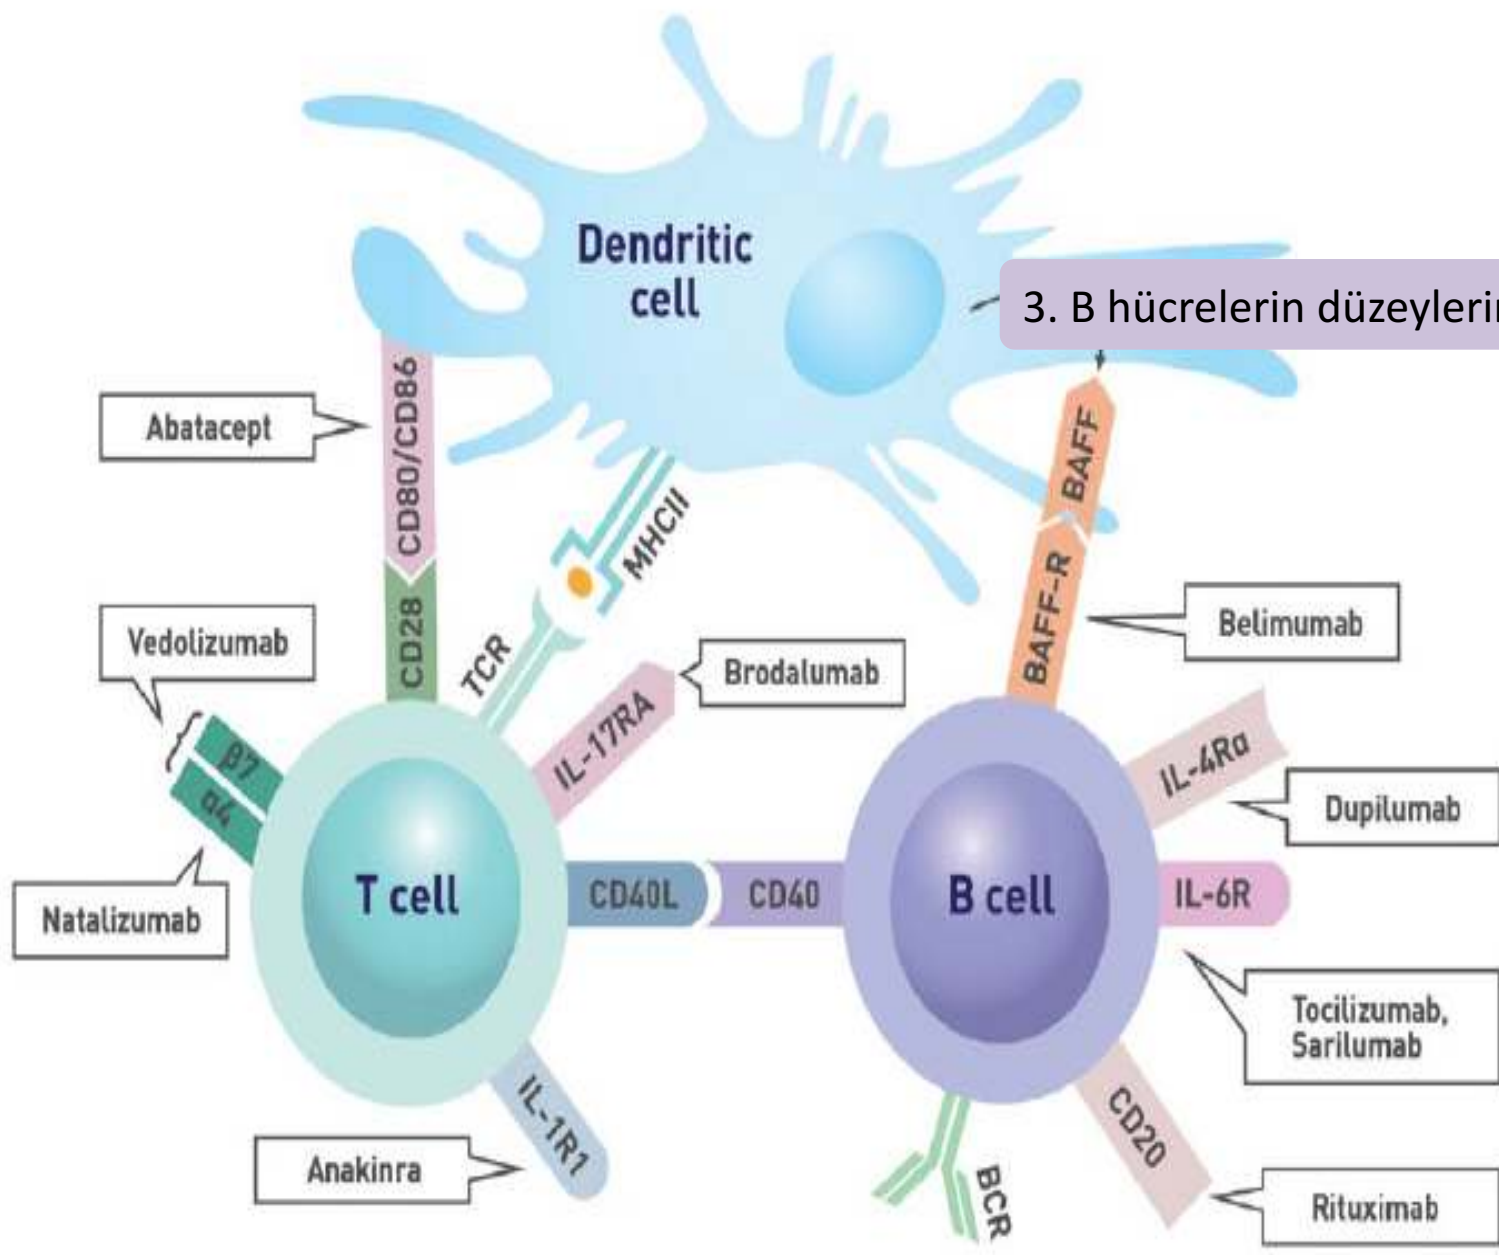 Dendritic
cell
3. B hücrelerin düzeylerin
Abatacept
CD80/CD86
CD28
MHCII
TCR
BAFF
BAFF-R
Belimumab
Vedolizumab
β7
α4
Natalizumab
IL-17RA
Brodalumab
IL-4Rα
Dupilumab
T cell
CD40L
CD40
B cell
IL-6R
Tocilizumab,
Sarilumab
IL-1R1
Anakinra
BCR
CD20
Rituximab